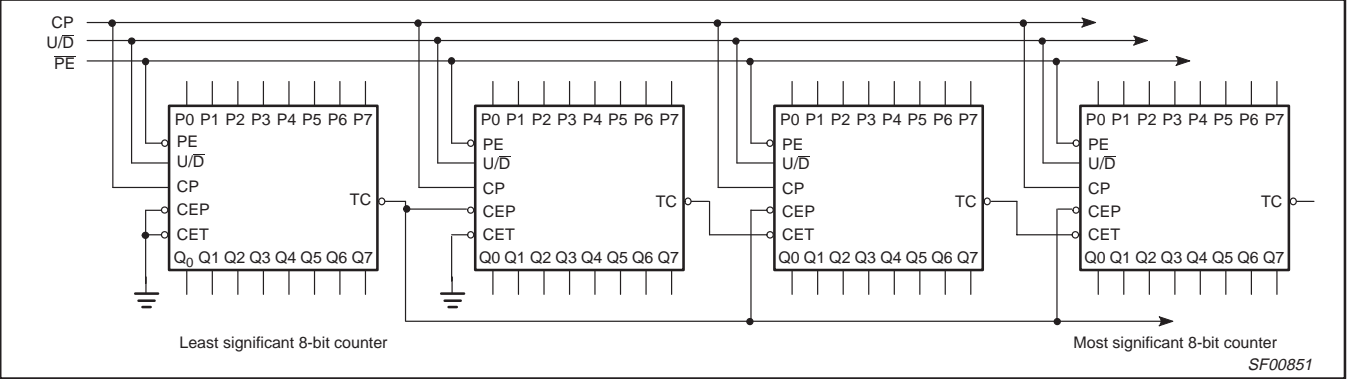 CP
U/D̅
P̅E̅
P0 P1 P2 P3 P4 P5 P6 P7
PE
U/D̅
CP
CEP
CET
TC
Q0 Q1 Q2 Q3 Q4 Q5 Q6 Q7
P0 P1 P2 P3 P4 P5 P6 P7
PE
U/D̅
CP
CEP
CET
TC
Q0 Q1 Q2 Q3 Q4 Q5 Q6 Q7
P0 P1 P2 P3 P4 P5 P6 P7
PE
U/D̅
CP
CEP
CET
TC
Q0 Q1 Q2 Q3 Q4 Q5 Q6 Q7
P0 P1 P2 P3 P4 P5 P6 P7
PE
U/D̅
CP
CEP
CET
TC
Q0 Q1 Q2 Q3 Q4 Q5 Q6 Q7
Least significant 8-bit counter
Most significant 8-bit counter
SF00851